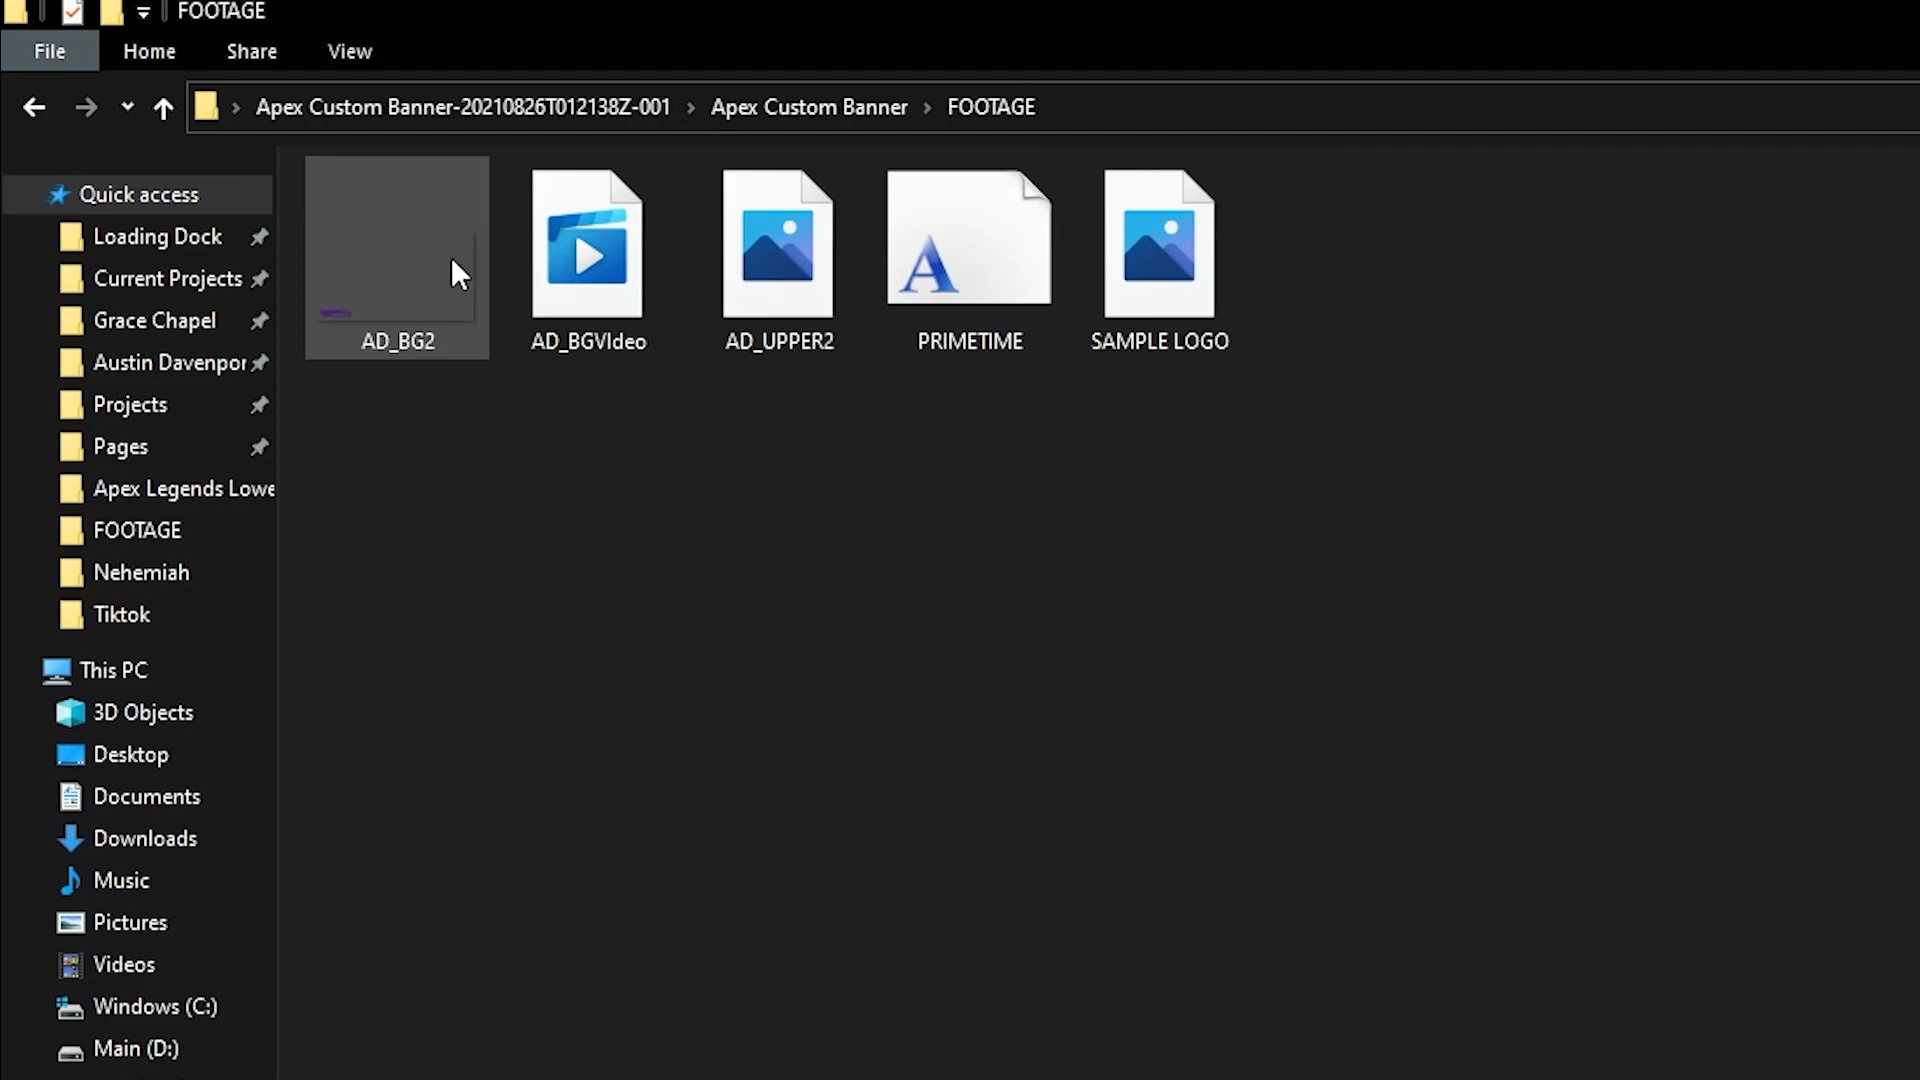 FOOTAGE
File Home Share View
Apex Custom Banner-20210826T012138Z-001 > Apex Custom Banner > FOOTAGE
Quick access
Loading Dock
Current Projects
Grace Chapel
Austin Davenpor
Projects
Pages
Apex Legends Lowe
FOOTAGE
Nehemiah
Tiktok
This PC
3D Objects
Desktop
Documents
Downloads
Music
Pictures
Videos
Windows (C:)
Main (D:)
A
AD_BG2 AD_BGVIdeo AD_UPPER2 PRIMETIME SAMPLE LOGO